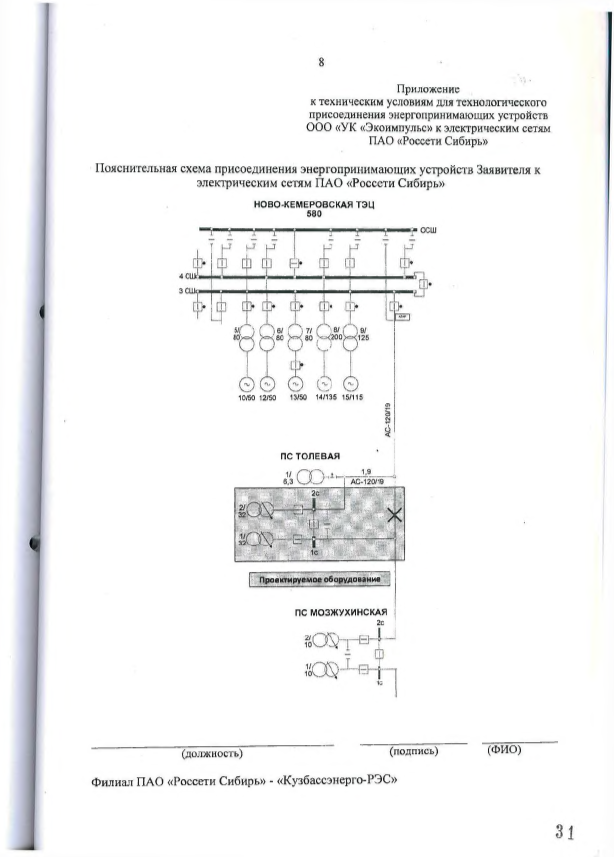 8
Приложение
к техническим условиям для технологического
присоединения энергопринимающих устройств
ООО «УК «Экоимпульс» к электрическим сетям
ПАО «Россети Сибирь»
Пояснительная схема присоединения энергопринимающих устройств Заявителя к
электрическим сетям ПАО «Россети Сибирь»
НОВО-КЕМЕРОВСКАЯ ТЭЦ
580
ОСШ
4 СШ
3 СШ
5/ 80
6/ 80
7/ 80
8/ 200
9/ 125
10/50 12/50 13/50 14/135 15/115
АС-120/19
ПС ТОЛЕВАЯ
1/ 6,3
1,9
АС-120/19
2с
2/ 32
1/ 32
1с
Проектируемое оборудование
ПС МОЗЖУХИНСКАЯ
2с
2/ 10
1/ 10
1с
(должность) (подпись) (ФИО)
Филиал ПАО «Россети Сибирь» - «Кузбассэнерго-РЭС»
31